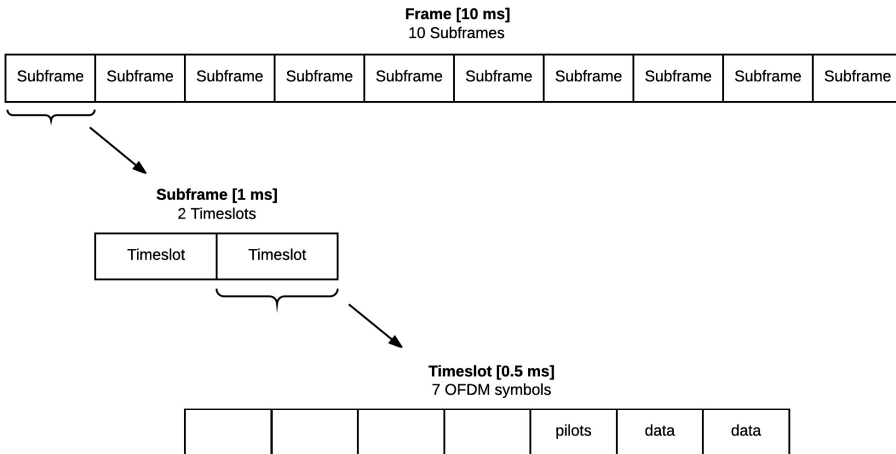 Frame [10 ms]
10 Subframes
Subframe Subframe Subframe Subframe Subframe Subframe Subframe Subframe Subframe Subframe
Subframe [1 ms]
2 Timeslots
Timeslot Timeslot
Timeslot [0.5 ms]
7 OFDM symbols
pilots data data